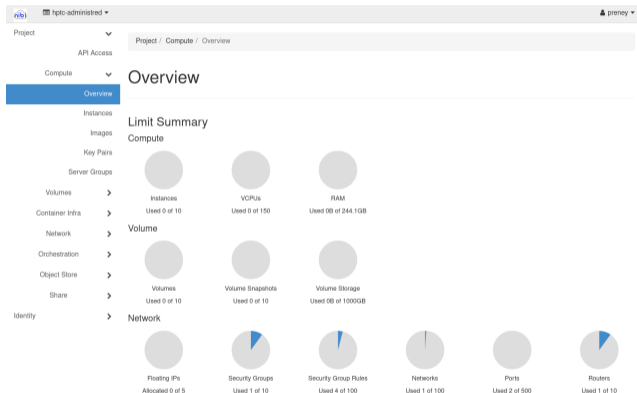 nibi hptc-administred preney
Project
API Access
Compute
Overview
Instances
Images
Key Pairs
Server Groups
Volumes
Container Infra
Network
Orchestration
Object Store
Share
Identity
Project / Compute / Overview
Overview
Limit Summary
Compute
Instances VCPUs RAM
Used 0 of 10 Used 0 of 150 Used 0B of 244.1GB
Volume
Volumes Volume Snapshots Volume Storage
Used 0 of 10 Used 0 of 10 Used 0B of 1000GB
Network
Floating IPs Security Groups Security Group Rules Networks Ports Routers
Allocated 0 of 5 Used 1 of 10 Used 4 of 100 Used 1 of 100 Used 2 of 500 Used 1 of 10